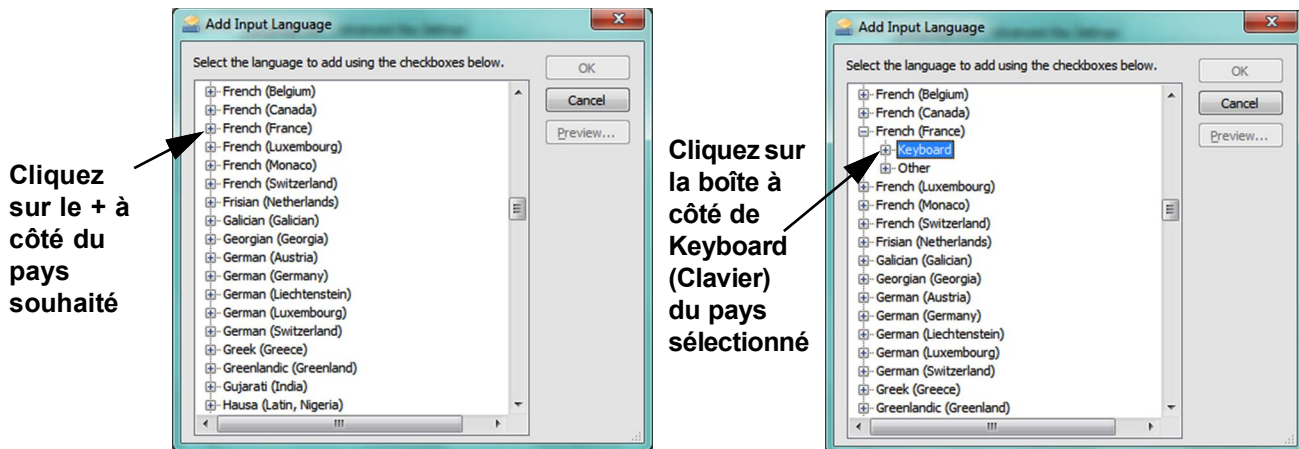 Cliquez
sur le + à
côté du
pays
souhaité
Add Input Language
Select the language to add using the checkboxes below.
French (Belgium)
French (Canada)
French (France)
French (Luxembourg)
French (Monaco)
French (Switzerland)
Frisian (Netherlands)
Galician (Galician)
Georgian (Georgia)
German (Austria)
German (Germany)
German (Liechtenstein)
German (Luxembourg)
German (Switzerland)
Greek (Greece)
Greenlandic (Greenland)
Gujarati (India)
Hausa (Latin, Nigeria)
OK
Cancel
Preview...
Cliquez sur
la boîte à
côté de
Keyboard
(Clavier)
du pays
sélectionné
Add Input Language
Select the language to add using the checkboxes below.
French (Belgium)
French (Canada)
French (France)
Keyboard
Other
French (Luxembourg)
French (Monaco)
French (Switzerland)
Frisian (Netherlands)
Galician (Galician)
Georgian (Georgia)
German (Austria)
German (Germany)
German (Liechtenstein)
German (Luxembourg)
German (Switzerland)
Greek (Greece)
Greenlandic (Greenland)
OK
Cancel
Preview...